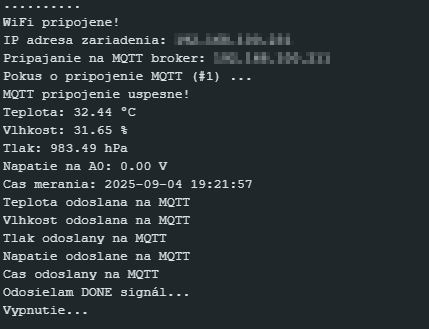 ..........
WiFi pripojene!
IP adresa zariadenia:
Pripajanie na MQTT broker:
Pokus o pripojenie MQTT (#1) ...
MQTT pripojenie uspesne!
Teplota: 32.44 °C
Vlhkost: 31.65 %
Tlak: 983.49 hPa
Napatie na A0: 0.00 V
Cas merania: 2025-09-04 19:21:57
Teplota odoslana na MQTT
Vlhkost odoslana na MQTT
Tlak odoslany na MQTT
Napatie odoslane na MQTT
Cas odoslany na MQTT
Odosielam DONE signál...
Vypnutie...